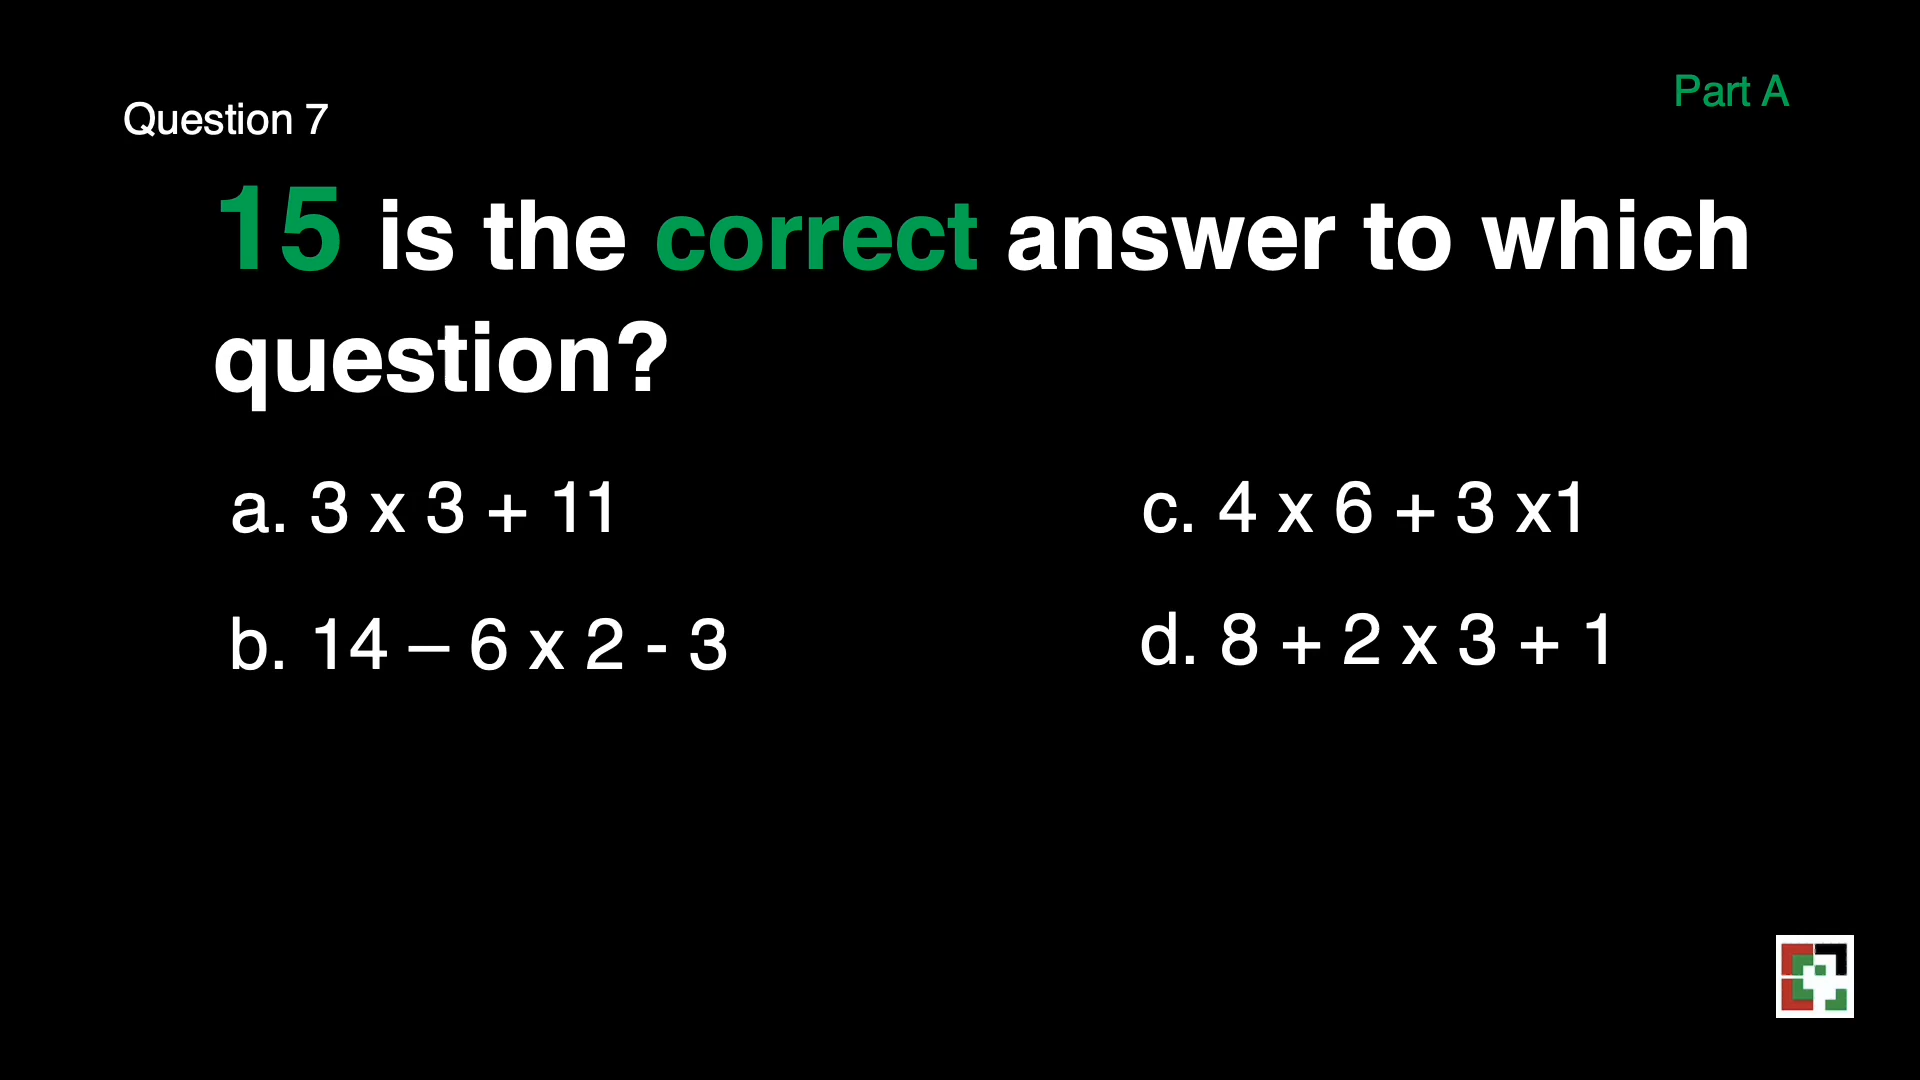 Part A
Question 7
15 is the correct answer to which
question?
a. 3 x 3 + 11
b. 14 – 6 x 2 - 3
c. 4 x 6 + 3 x1
d. 8 + 2 x 3 + 1